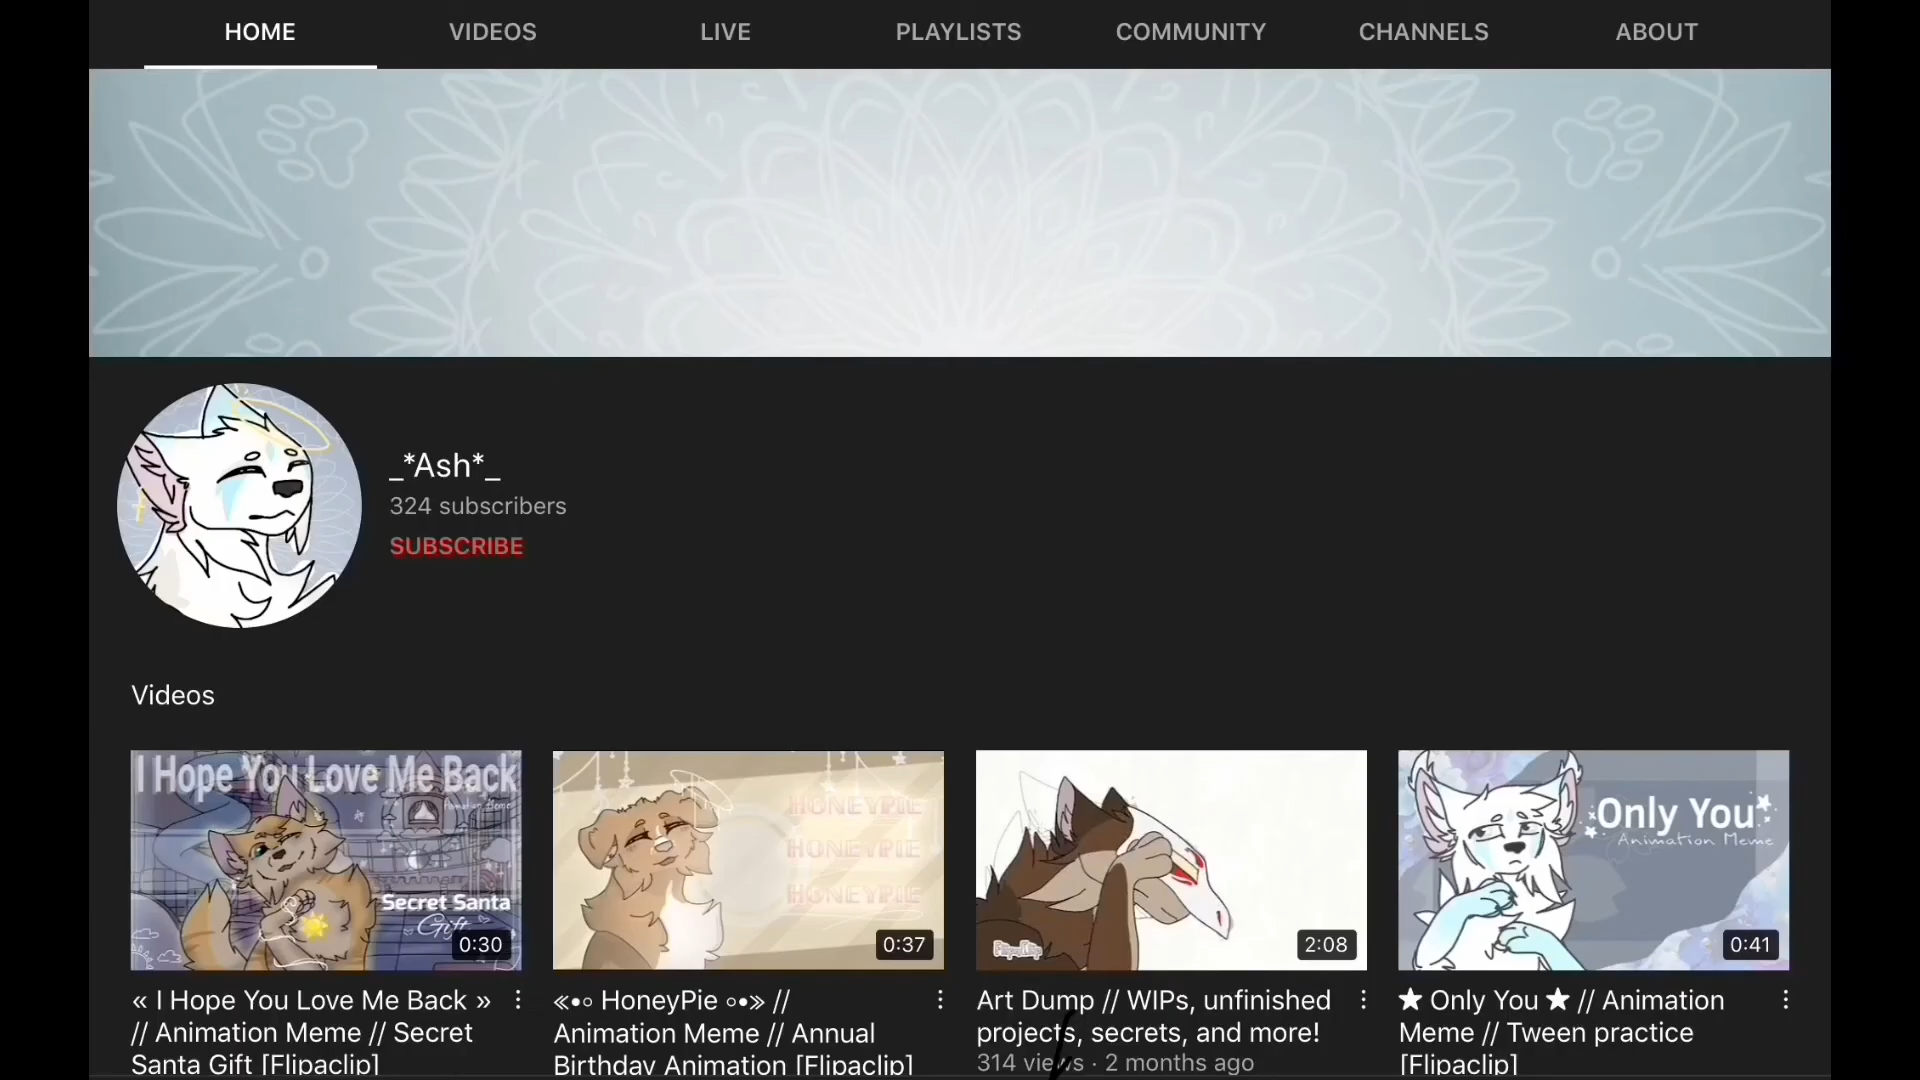 HOME VIDEOS LIVE PLAYLISTS COMMUNITY CHANNELS ABOUT
_*Ash*_
324 subscribers
SUBSCRIBE
Videos
I Hope You Love Me Back
Animation Meme
Secret Santa
Gift
0:30
HONEYPIE
HONEYPIE
HONEYPIE
0:37
FlipaClip
2:08
Only You
Animation Meme
0:41
« I Hope You Love Me Back »
// Animation Meme // Secret
Santa Gift [Flipaclip]
≪•◦ HoneyPie ◦•≫ //
Animation Meme // Annual
Birthday Animation [Flipaclip]
Art Dump // WIPs, unfinished
projects, secrets, and more!
314 views · 2 months ago
★ Only You ★ // Animation
Meme // Tween practice
[Flipaclip]